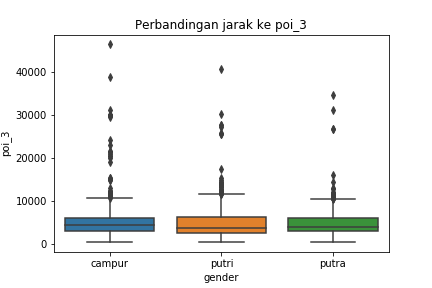 Perbandingan jarak ke poi_3
poi_3
40000
30000
20000
10000
0
campur
putri
putra
gender